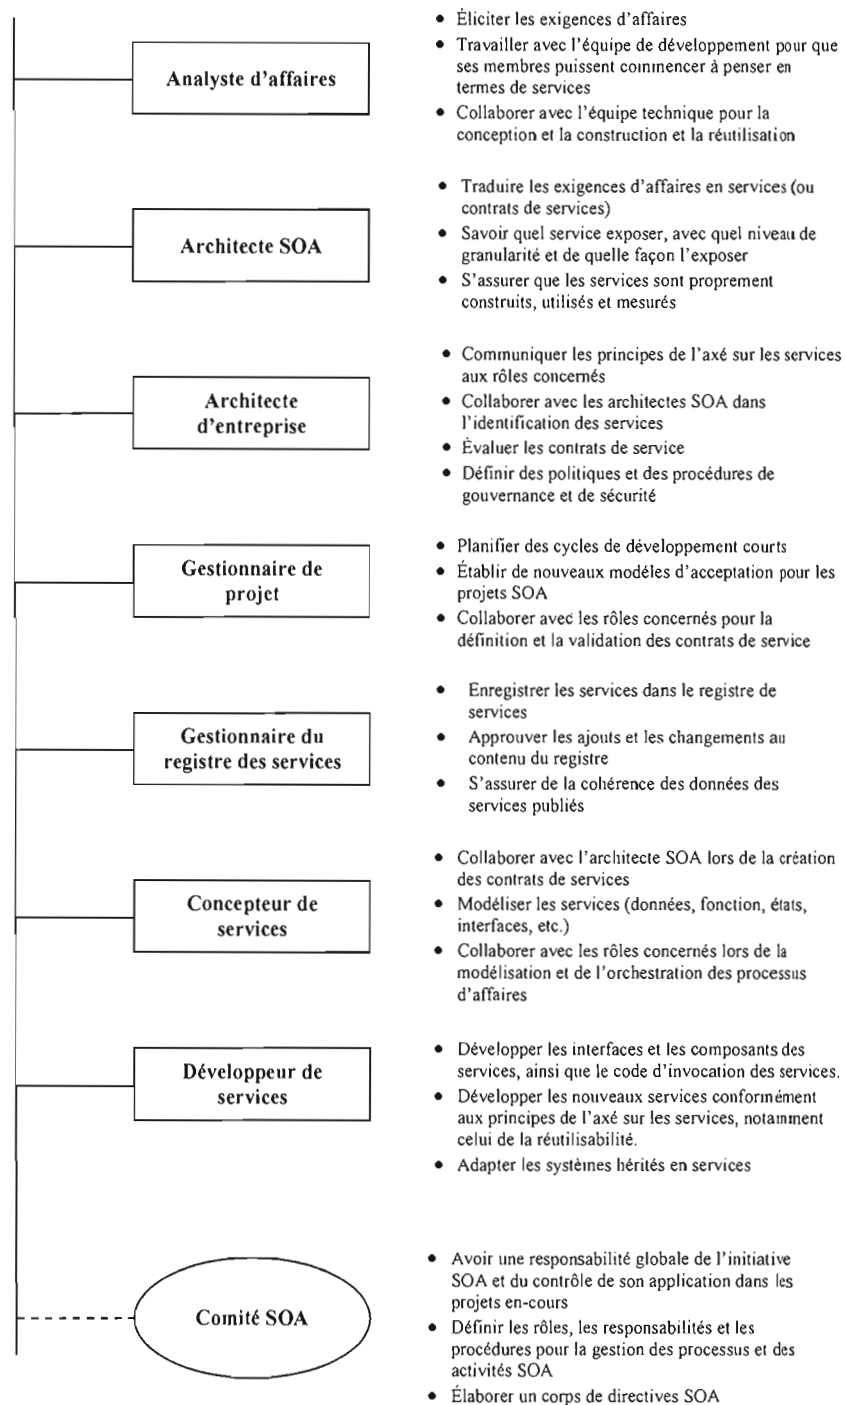 • Éliciter les exigences d'affaires
• Travailler avec l'équipe de développement pour que
ses membres puissent commencer à penser en
termes de services
• Collaborer avec l'équipe technique pour la
conception et la construction et la réutilisation
Analyste d'affaires
• Traduire les exigences d'affaires en services (ou
contrats de services)
• Savoir quel service exposer, avec quel niveau de
granularité et de quelle façon l'exposer
• S'assurer que les services sont proprement
construits, utilisés et mesurés
Architecte SOA
• Communiquer les principes de l'axé sur les services
aux rôles concernés
• Collaborer avec les architectes SOA dans
l'identification des services
• Évaluer les contrats de service
• Définir des politiques et des procédures de
gouvernance et de sécurité
Architecte
d'entreprise
• Planifier des cycles de développement courts
• Établir de nouveaux modéles d'acceptation pour les
projets SOA
• Collaborer avec les rôles concernés pour la
définition et la validation des contrats de service
Gestionnaire de
projet
• Enregistrer les services dans le registre de
services
• Approuver les ajouts et les changements au
contenu du registre
• S'assurer de la cohérence des données des
services publiés
Gestionnaire du
registre des services
• Collaborer avec l'architecte SOA lors de la création
des contrats de services
• Modéliser les services (données, fonction, états,
interfaces, etc.)
• Collaborer avec les rôles concernés lors de la
modélisation et de l'orchestration des processus
d'affaires
Concepteur de
services
• Développer les interfaces et les composants des
services, ainsi que le code d'invocation des services.
• Développer les nouveaux services conformément
aux principes de l'axé sur les services, notamment
celui de la réutilisabilité.
• Adapter les systèmes hérités en services
Développeur de
services
• Avoir une responsabilité globale de l'initiative
SOA et du contrôle de son application dans les
projets en-cours
• Définir les rôles, les responsabilités et les
procédures pour la gestion des processus et des
activités SOA
• Élaborer un corps de directives SOA
Comité SOA